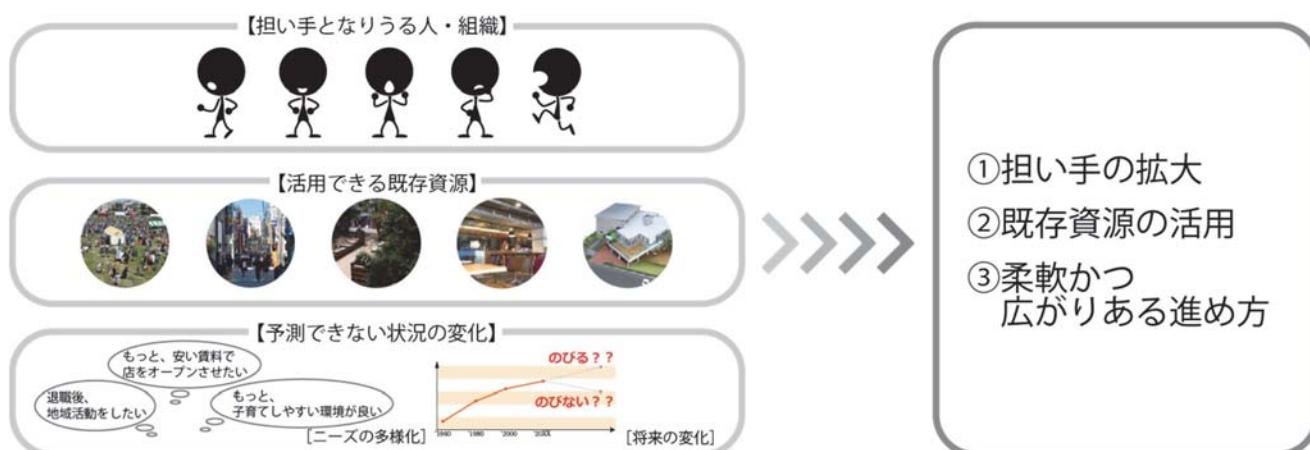 【担い手となりうる人・組織】
【活用できる既存資源】
【予測できない状況の変化】
もっと、安い賃料で
店をオープンさせたい
退職後、
地域活動をしたい
もっと、
子育てしやすい環境が良い
[ニーズの多様化]
のびる？？
のびない？？
'1980
'2000
[将来の変化]
①担い手の拡大
②既存資源の活用
③柔軟かつ
広がりある進め方